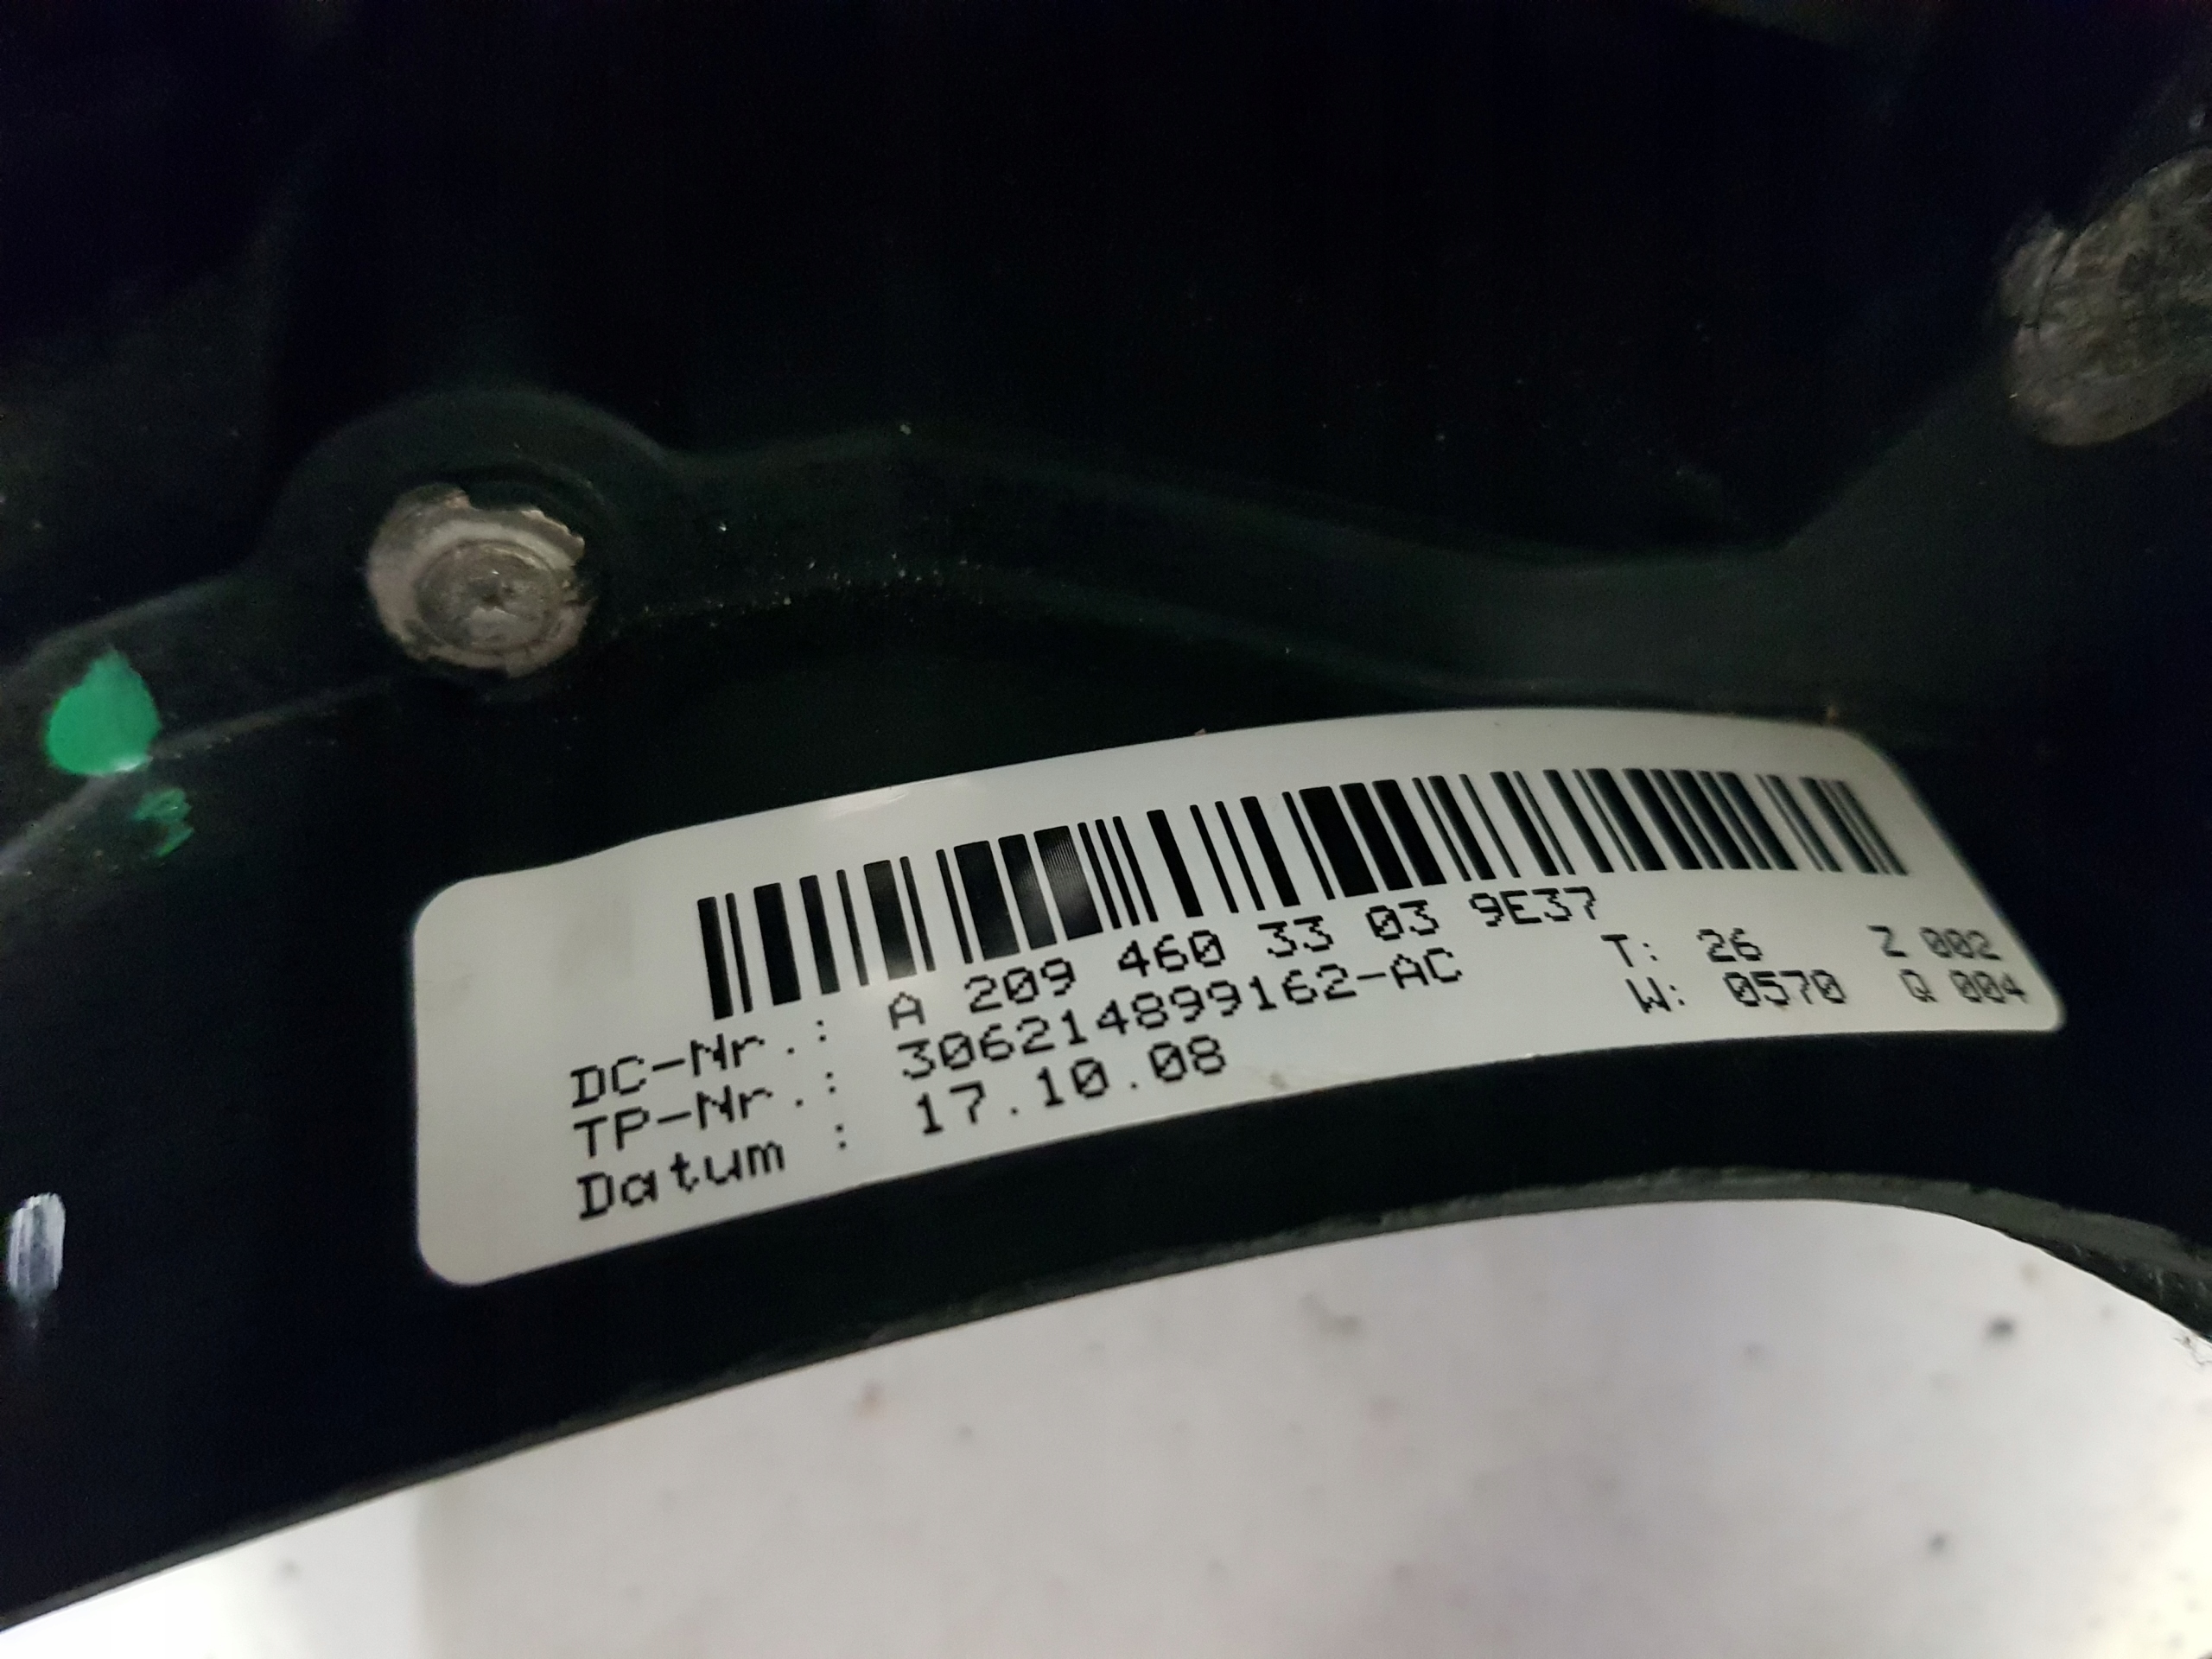 DC-Nr.: A 209 460 33 03 9E37
TP-Nr.: 306214899162-AC T: 26 Z 002
Datum : 17.10.08 W: 0570 Q 004